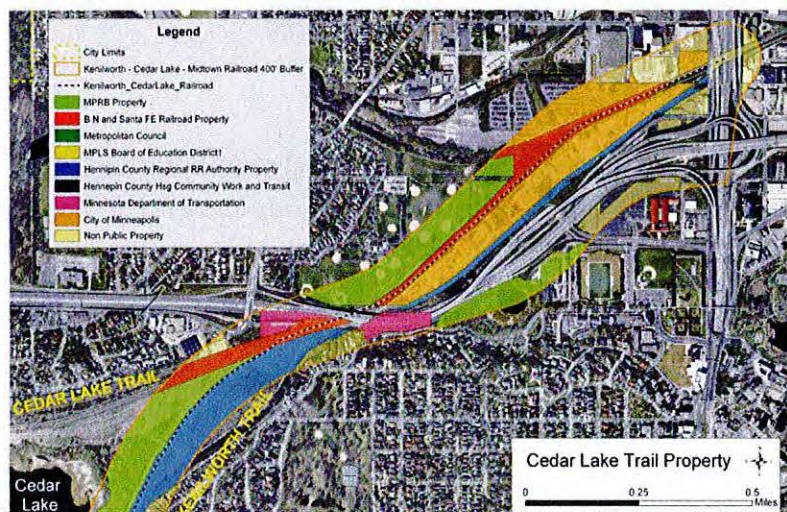 Legend
City Limits
Kenilworth - Cedar Lake - Midtown Railroad 400' Buffer
Kenilworth_CedarLake_Railroad
MPRB Property
B N and Santa FE Railroad Property
Metropolitan Council
MPLS Board of Education District1
Hennipin County Regional RR Authority Property
Hennepin County Hsg Community Work and Transit
Minnesota Department of Transportation
City of Minneapolis
Non Public Property
CEDAR LAKE TRAIL
KENILWORTH TRAIL
Cedar
Lake
Cedar Lake Trail Property
0 0.25 0.5
Miles